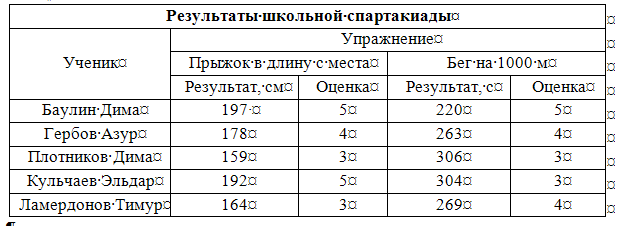 Результаты школьной спартакиады
Ученик Упражнение
Прыжок в длину с места Бег на 1000 м
Результат, см Оценка Результат, с Оценка
Баулин Дима 197 5 220 5
Гербов Азур 178 4 263 4
Плотников Дима 159 3 306 3
Кульчаев Эльдар 192 5 304 3
Ламердонов Тимур 164 3 269 4